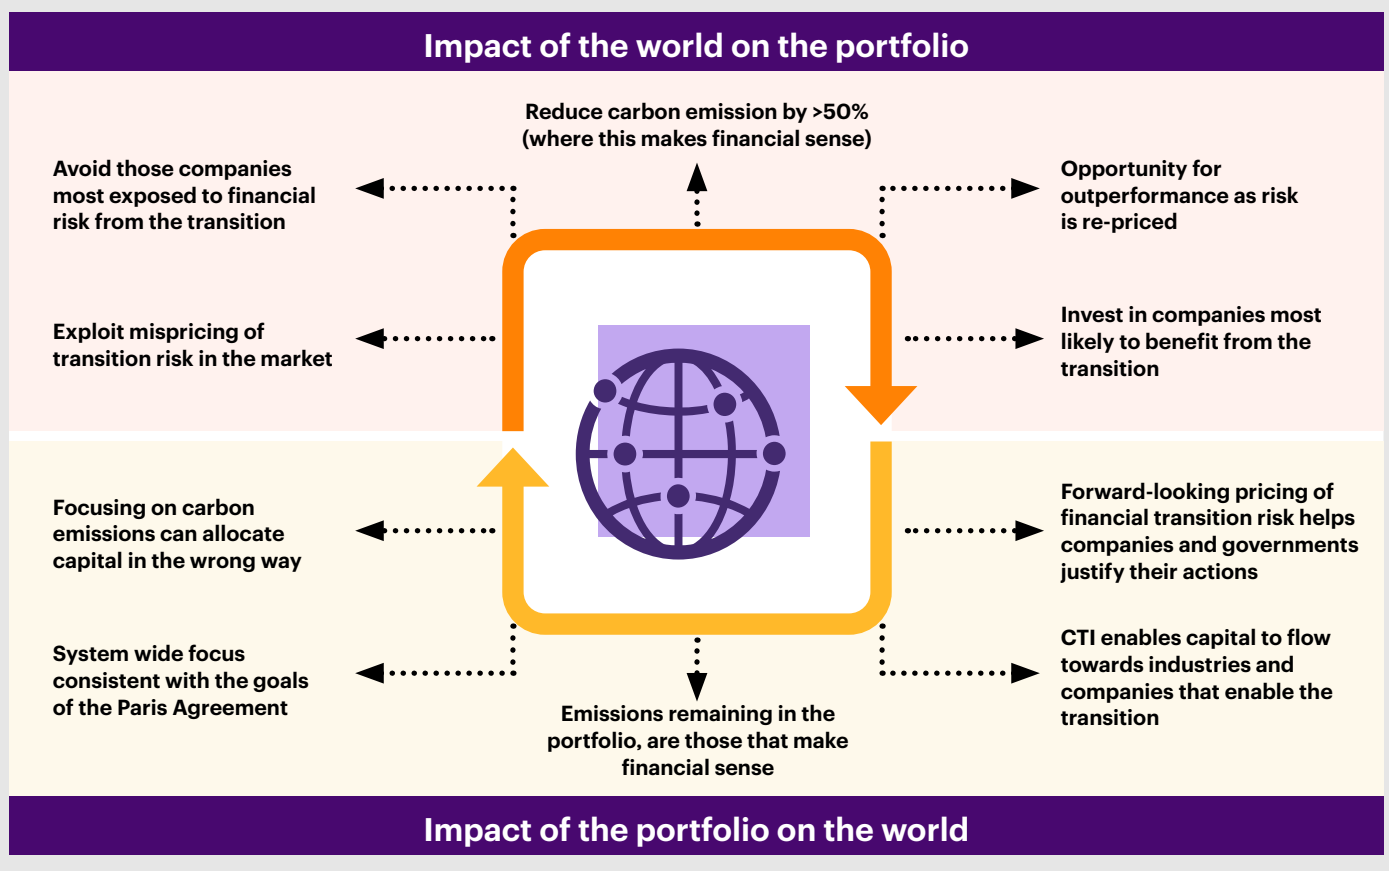 Impact of the world on the portfolio
Reduce carbon emission by >50%
(where this makes financial sense)
Avoid those companies
most exposed to financial
risk from the transition
Opportunity for
outperformance as risk
is re-priced
Exploit mispricing of
transition risk in the market
Invest in companies most
likely to benefit from the
transition
Focusing on carbon
emissions can allocate
capital in the wrong way
Forward-looking pricing of
financial transition risk helps
companies and governments
justify their actions
System wide focus
consistent with the goals
of the Paris Agreement
CTI enables capital to flow
towards industries and
companies that enable the
transition
Emissions remaining in the
portfolio, are those that make
financial sense
Impact of the portfolio on the world